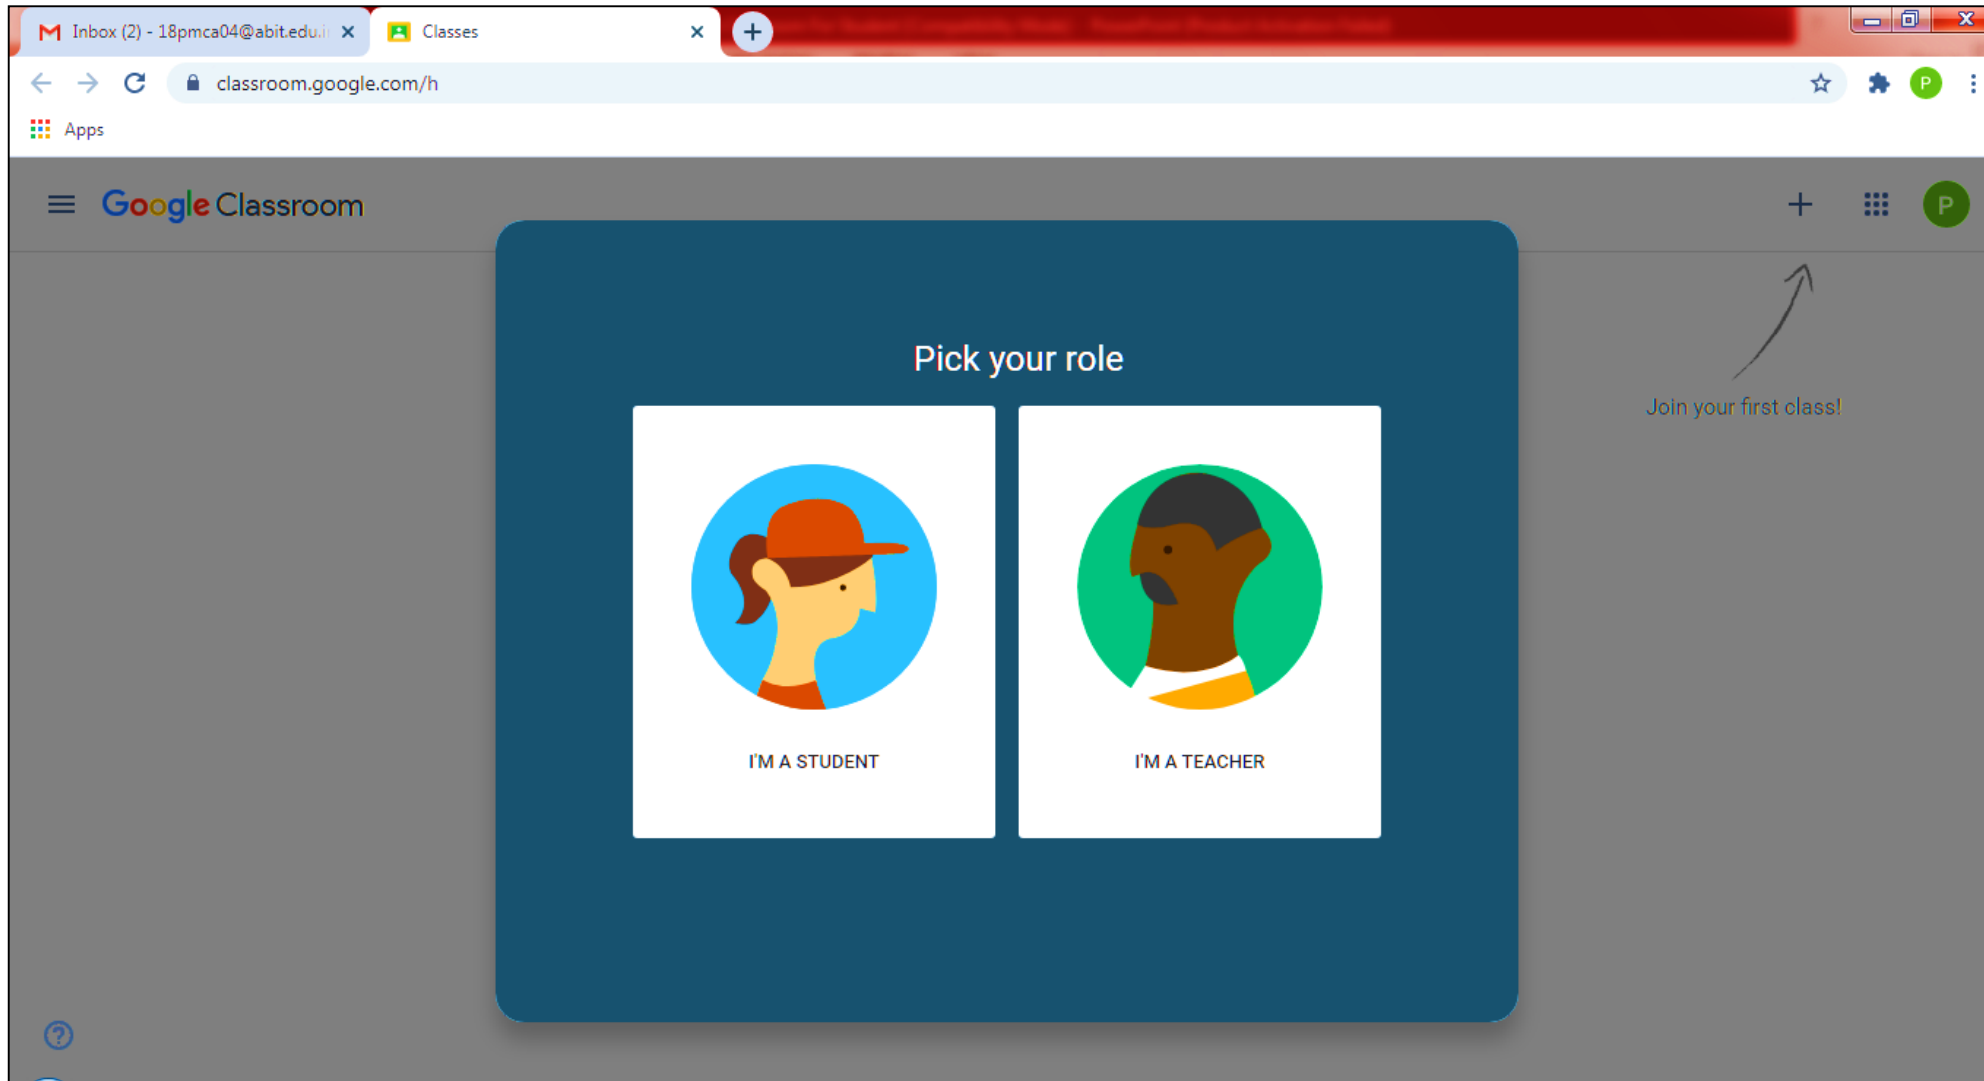 Inbox (2) - 18pmca04@abit.edu.i
Classes
classroom.google.com/h
P
Apps
Google Classroom
P
Pick your role
Join your first class!
I'M A STUDENT
I'M A TEACHER